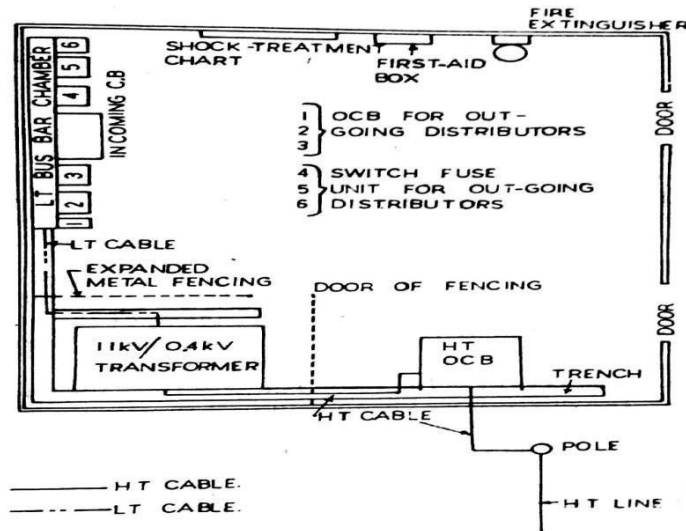 FIRE
EXTINGUISHER
SHOCK-TREATMENT
CHART
FIRST-AID
BOX
6
5
4
3
2
1
LT BUS BAR CHAMBER
INCOMING C.B
1
2
3
OCB FOR OUT-
GOING DISTRIBUTORS
4
5
6
SWITCH FUSE
UNIT FOR OUT-GOING
DISTRIBUTORS
DOOR
LT CABLE
EXPANDED
METAL FENCING
DOOR OF FENCING
DOOR
11kV/0.4kV
TRANSFORMER
HT
OCB
TRENCH
HT CABLE
POLE
HT CABLE.
LT CABLE.
HT LINE